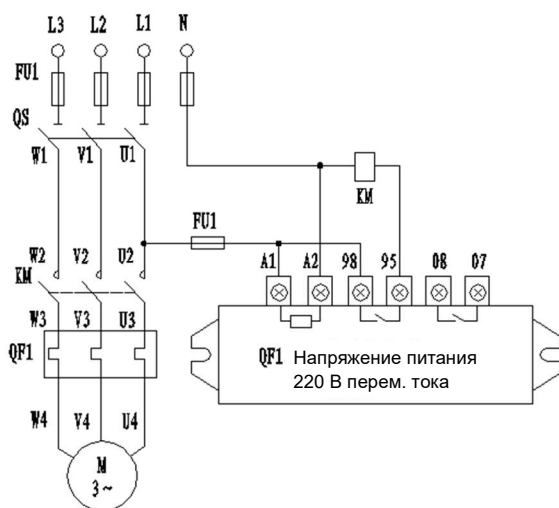 L3 L2 L1 N
FU1
QS
W1 V1 U1
KM
FU1
W2 V2 U2
A1 A2 98 95 08 07
KM
W3 V3 U3
QF1
QF1 Напряжение питания
220 В перем. тока
W4 V4 U4
M
3~